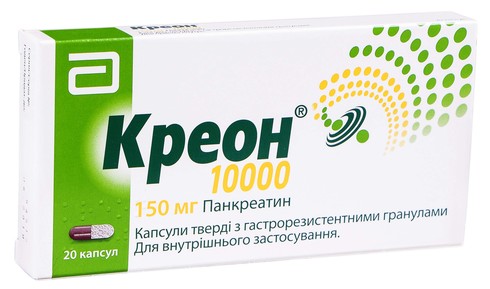 Креон®
10000
150 мг Панкреатин
Капсули тверді з гастрорезистентними гранулами
Для внутрішнього застосування.
20 капсул